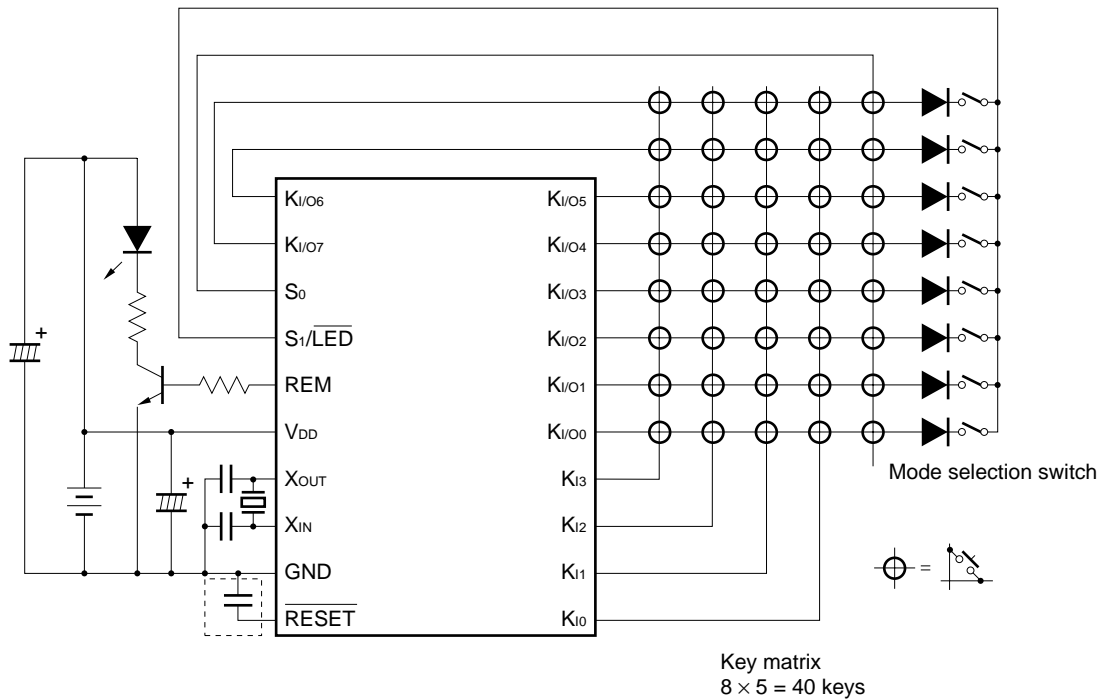 +
+
KI/O6
KI/O5
KI/O7
KI/O4
S0
KI/O3
S1/LED
KI/O2
REM
KI/O1
VDD
KI/O0
XOUT
KI3
XIN
KI2
GND
KI1
RESET
KI0
Mode selection switch
=
Key matrix
8 × 5 = 40 keys